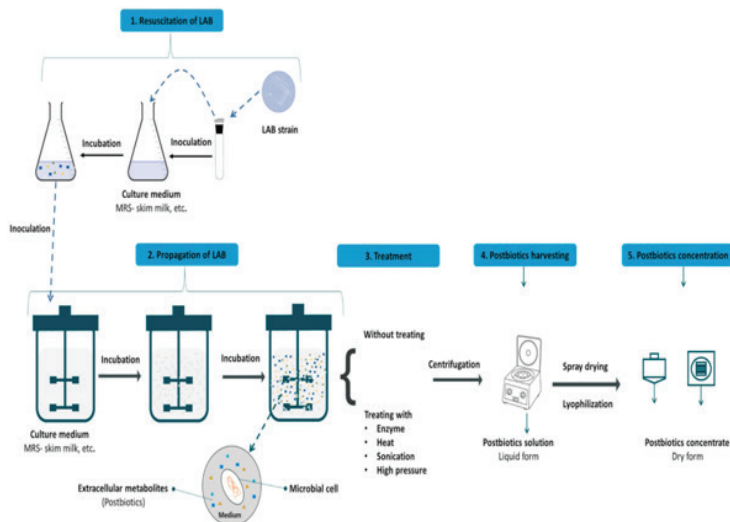 1. Resuscitation of LAB
LAB strain
Incubation
Inoculation
Culture medium
MRS- skim milk, etc.
Inoculation
2. Propagation of LAB
3. Treatment
4. Postbiotics harvesting
5. Postbiotics concentration
Without treating
Incubation
Incubation
Centrifugation
Spray drying
Lyophilization
Treating with
• Enzyme
• Heat
• Sonication
• High pressure
Culture medium
MRS- skim milk, etc.
Postbiotics solution
Liquid form
Postbiotics concentrate
Dry form
Extracellular metabolites
(Postbiotics)
Microbial cell
Medium